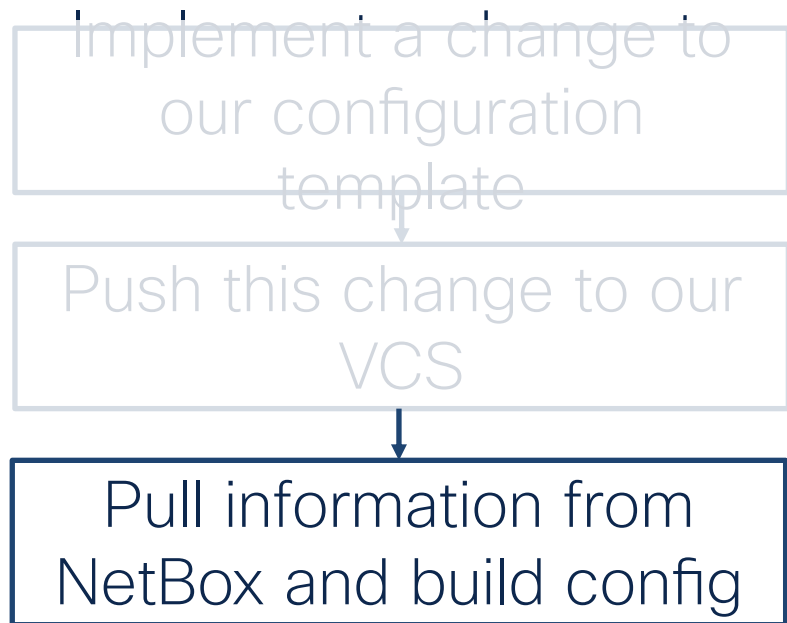 Implement a change to
our configuration
template
Push this change to our
VCS
Pull information from
NetBox and build config